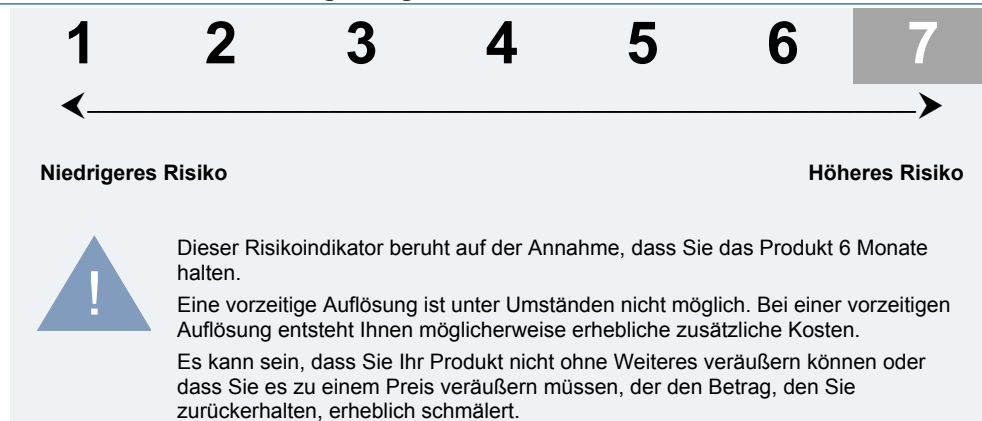 1 2 3 4 5 6 7
Niedrigeres Risiko Höheres Risiko
!
Dieser Risikoindikator beruht auf der Annahme, dass Sie das Produkt 6 Monate
halten.
Eine vorzeitige Auflösung ist unter Umständen nicht möglich. Bei einer vorzeitigen
Auflösung entsteht Ihnen möglicherweise erhebliche zusätzliche Kosten.
Es kann sein, dass Sie Ihr Produkt nicht ohne Weiteres veräußern können oder
dass Sie es zu einem Preis veräußern müssen, der den Betrag, den Sie
zurückerhalten, erheblich schmälert.